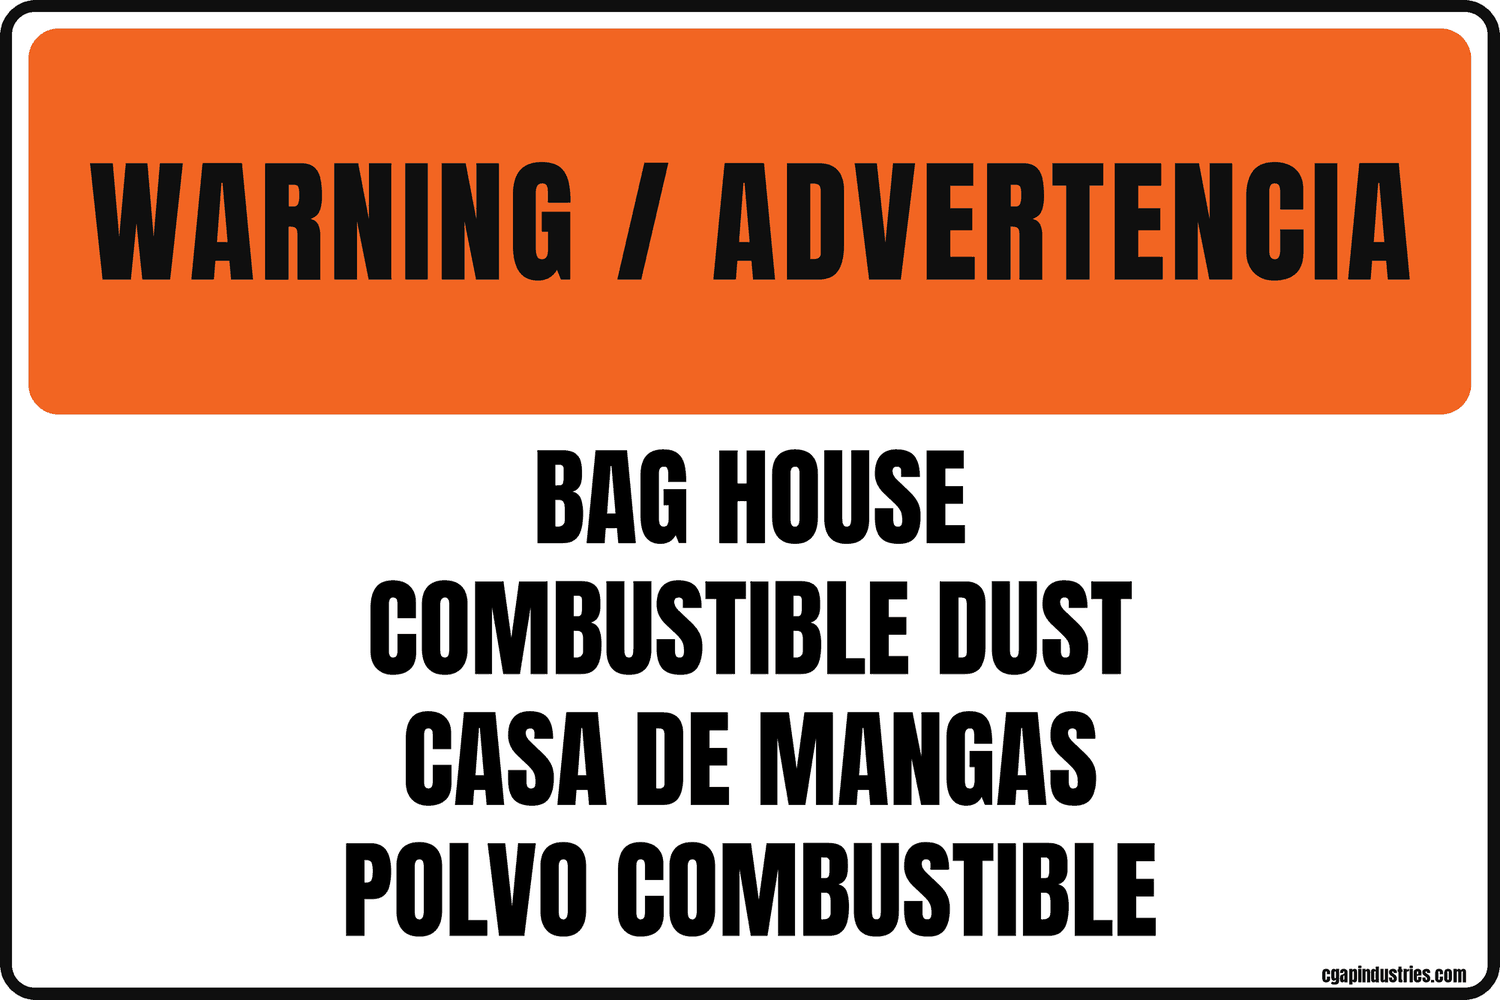 WARNING / ADVERTENCIA
BAG HOUSE
COMBUSTIBLE DUST
CASA DE MANGAS
POLVO COMBUSTIBLE
cgapindustries.com